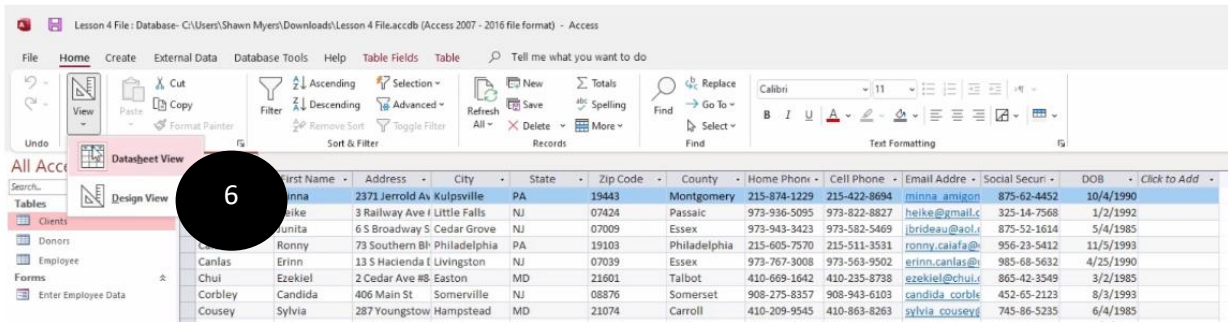 Lesson 4 File : Database- C:\Users\Shawn Myers\Downloads\Lesson 4 File.accdb (Access 2007 - 2016 file format) - Access
File Home Create External Data Database Tools Help Table Fields Table Tell me what you want to do
View
Undo
Paste
Cut
Copy
Format Painter
Filter
Ascending
Descending
Remove Sort
Selection
Advanced
Toggle Filter
Sort & Filter
Refresh
All
New
Save
Delete
Totals
Spelling
More
Records
Find
Replace
Go To
Select
Find
Calibri 11
B I U A
Text Formatting
Datasheet View
Design View
6
All Acce
Search...
Tables
Clients
Donors
Employee
Forms
Enter Employee Data
First Name Address City State Zip Code County Home Phone Cell Phone Email Addre Social Securi DOB Click to Add
inna 2371 Jerrold Av Kulpsville PA 19443 Montgomery 215-874-1229 215-422-8694 minna_amigon 875-62-4452 10/4/1990
eike 3 Railway Ave Little Falls NJ 07424 Passaic 973-936-5095 973-822-8827 heike@gmail.c 325-14-7568 1/2/1992
unita 6 S Broadway S Cedar Grove NJ 07009 Essex 973-943-3423 973-582-5469 jbrideau@aol. 875-52-1614 5/4/1985
Ronny 73 Southern Bl Philadelphia PA 19103 Philadelphia 215-605-7570 215-511-3531 ronny.caiafa@ 956-23-5412 11/5/1993
Canlas Erinn 13 S Hacienda Livingston NJ 07039 Essex 973-767-3008 973-563-9502 erinn.canlas@ 985-68-5632 4/25/1990
Chui Ezekiel 2 Cedar Ave #8- Easton MD 21601 Talbot 410-669-1642 410-235-8738 ezekiel@chui. 865-42-3549 3/2/1985
Corbley Candida 406 Main St Somerville NJ 08876 Somerset 908-275-8357 908-943-6103 candida_corble 452-65-2123 8/3/1993
Cousey Sylvia 287 Youngstow Hampstead MD 21074 Carroll 410-209-9545 410-863-8263 sylvia_cousey 745-86-5235 6/4/1985